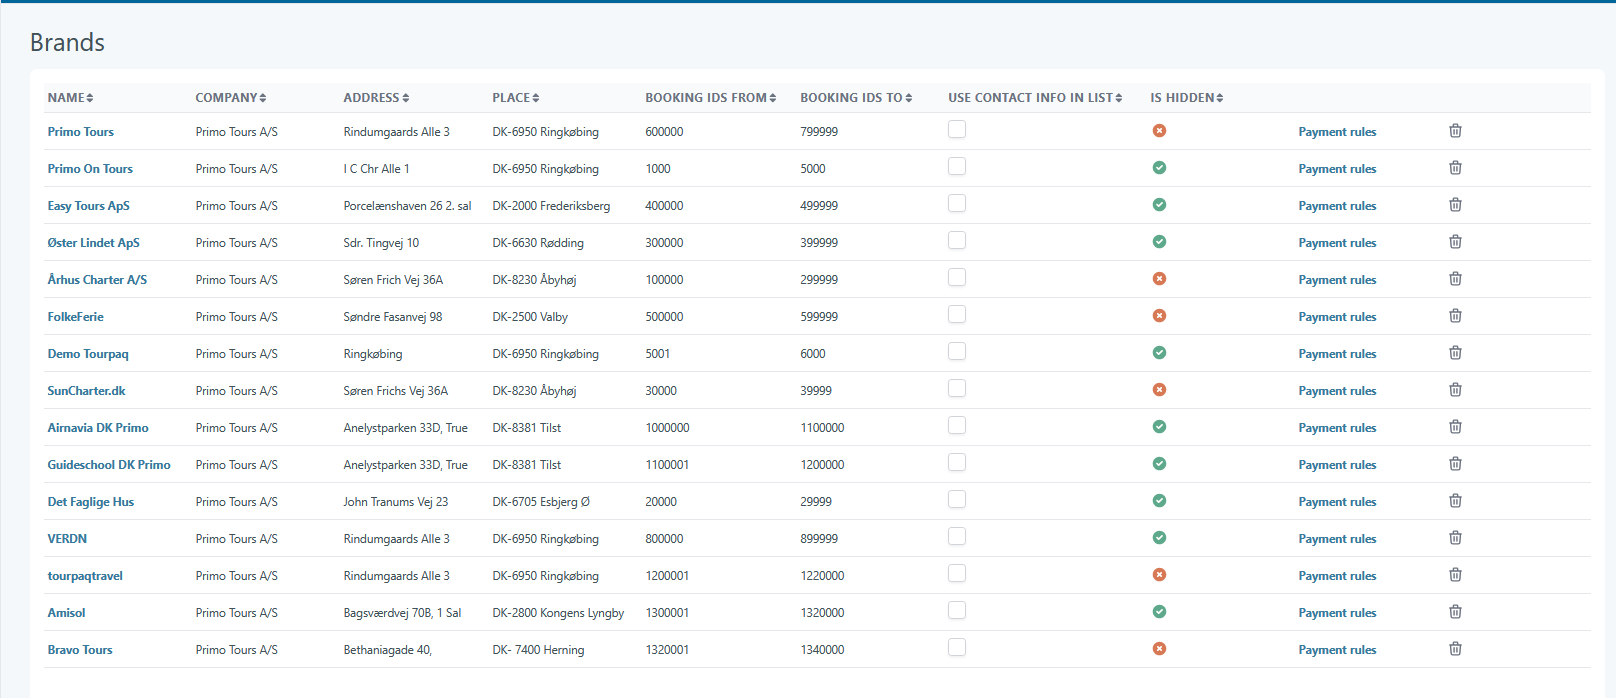 Brands
NAME COMPANY ADDRESS PLACE BOOKING IDS FROM BOOKING IDS TO USE CONTACT INFO IN LIST IS HIDDEN
Primo Tours Primo Tours A/S Rindumgaards Alle 3 DK-6950 Ringkøbing 600000 799999 Payment rules
Primo On Tours Primo Tours A/S I C Chr Alle 1 DK-6950 Ringkøbing 1000 5000 Payment rules
Easy Tours ApS Primo Tours A/S Porcelænshaven 26 2. sal DK-2000 Frederiksberg 400000 499999 Payment rules
Øster Lindet ApS Primo Tours A/S Sdr. Tingvej 10 DK-6630 Rødding 300000 399999 Payment rules
Århus Charter A/S Primo Tours A/S Søren Frich Vej 36A DK-8230 Åbyhøj 100000 299999 Payment rules
FolkeFerie Primo Tours A/S Søndre Fasanvej 98 DK-2500 Valby 500000 599999 Payment rules
Demo Tourpaq Primo Tours A/S Ringkøbing DK-6950 Ringkøbing 5001 6000 Payment rules
SunCharter.dk Primo Tours A/S Søren Frichs Vej 36A DK-8230 Åbyhøj 30000 39999 Payment rules
Airnavia DK Primo Primo Tours A/S Anelystparken 33D, True DK-8381 Tilst 1000000 1100000 Payment rules
Guideschool DK Primo Primo Tours A/S Anelystparken 33D, True DK-8381 Tilst 1100001 1200000 Payment rules
Det Faglige Hus Primo Tours A/S John Tranums Vej 23 DK-6705 Esbjerg Ø 20000 29999 Payment rules
VERDN Primo Tours A/S Rindumgaards Alle 3 DK-6950 Ringkøbing 800000 899999 Payment rules
tourpaqtravel Primo Tours A/S Rindumgaards Alle 3 DK-6950 Ringkøbing 1200001 1220000 Payment rules
Amisol Primo Tours A/S Bagsværdvej 70B, 1 Sal DK-2800 Kongens Lyngby 1300001 1320000 Payment rules
Bravo Tours Primo Tours A/S Bethaniagade 40, DK- 7400 Herning 1320001 1340000 Payment rules